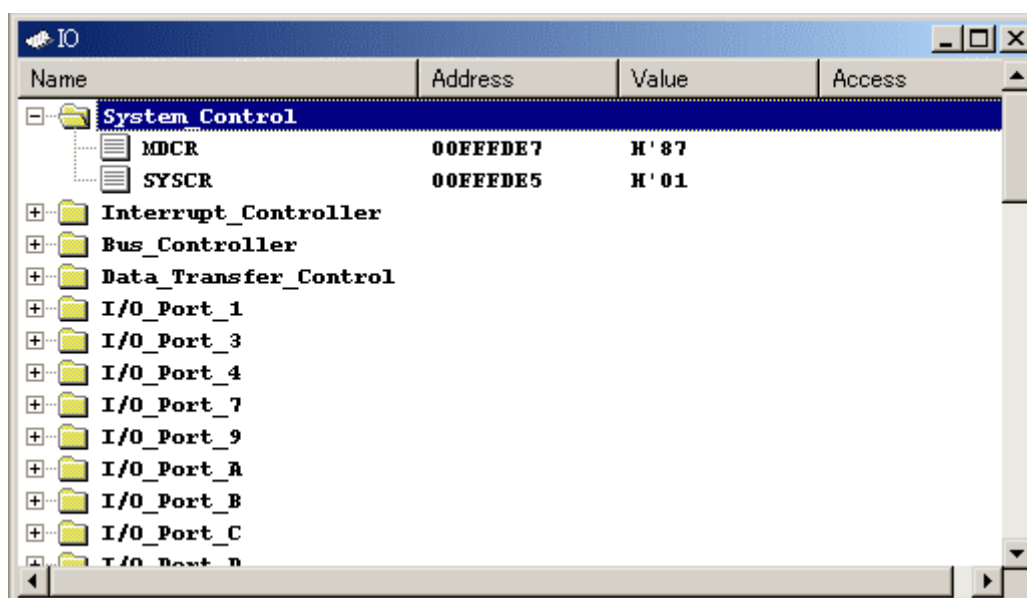 IO
Name Address Value Access
System_Control
MDCR 00FFFDE7 H'87
SYSCR 00FFFDE5 H'01
Interrupt_Controller
Bus_Controller
Data_Transfer_Control
I/O_Port_1
I/O_Port_3
I/O_Port_4
I/O_Port_7
I/O_Port_9
I/O_Port_A
I/O_Port_B
I/O_Port_C
I/O_Port_D